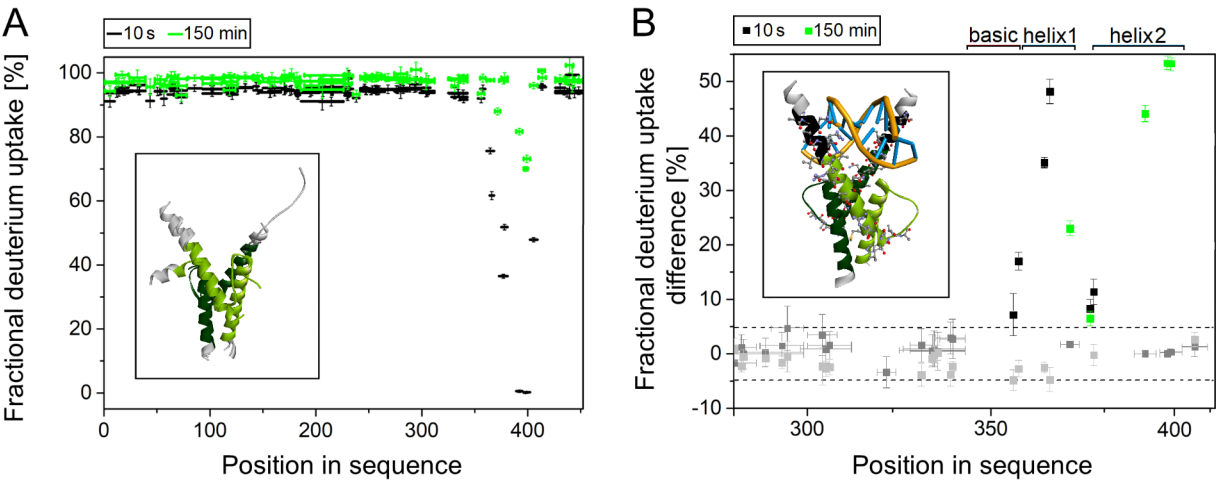 A
10 s 150 min
Fractional deuterium uptake [%]
100
80
60
40
20
0
0 100 200 300 400
Position in sequence
B
10 s 150 min
basic helix1 helix2
Fractional deuterium uptake
difference [%]
50
40
30
20
10
0
-10
300 350 400
Position in sequence